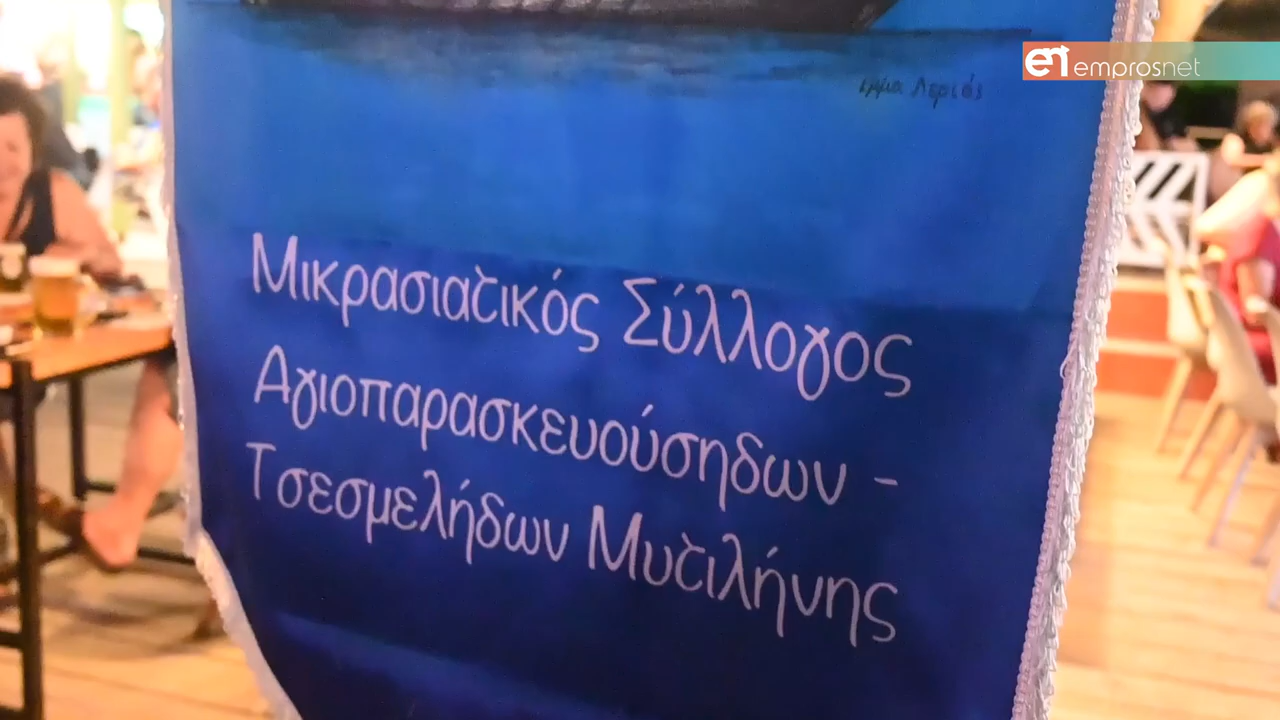 emprosnet
Μικρασιατικός Σύλλογος
Αγιοπαρασκευούσηδων -
Τσεσμελήδων Μυτιλήνης